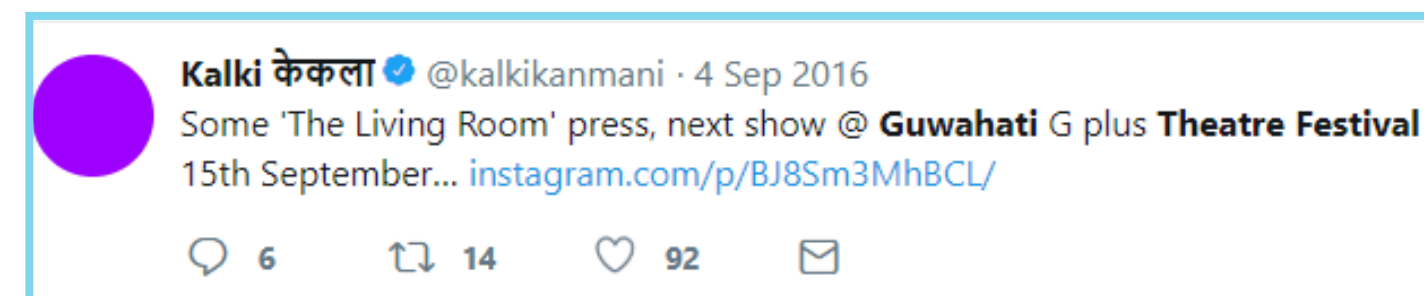 Kalki केकला @kalkikanmani · 4 Sep 2016
Some 'The Living Room' press, next show @ Guwahati G plus Theatre Festival
15th September... instagram.com/p/BJ8Sm3MhBCL/
6 14 92